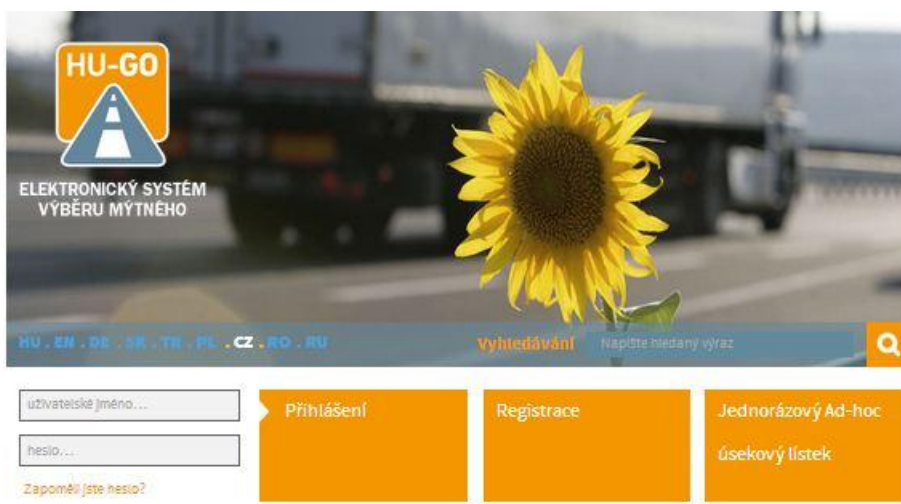 HU-GO
ELEKTRONICKÝ SYSTÉM
VÝBĚRU MÝTNÉHO
HU . EN . DE . SK . TR . PL . CZ . RO . RU
Vyhledávání
Napište hledaný výraz
uživatelské jméno...
heslo...
Zapoměli jste heslo?
Přihlášení
Registrace
Jednorázový Ad-hoc
úsekový lístek